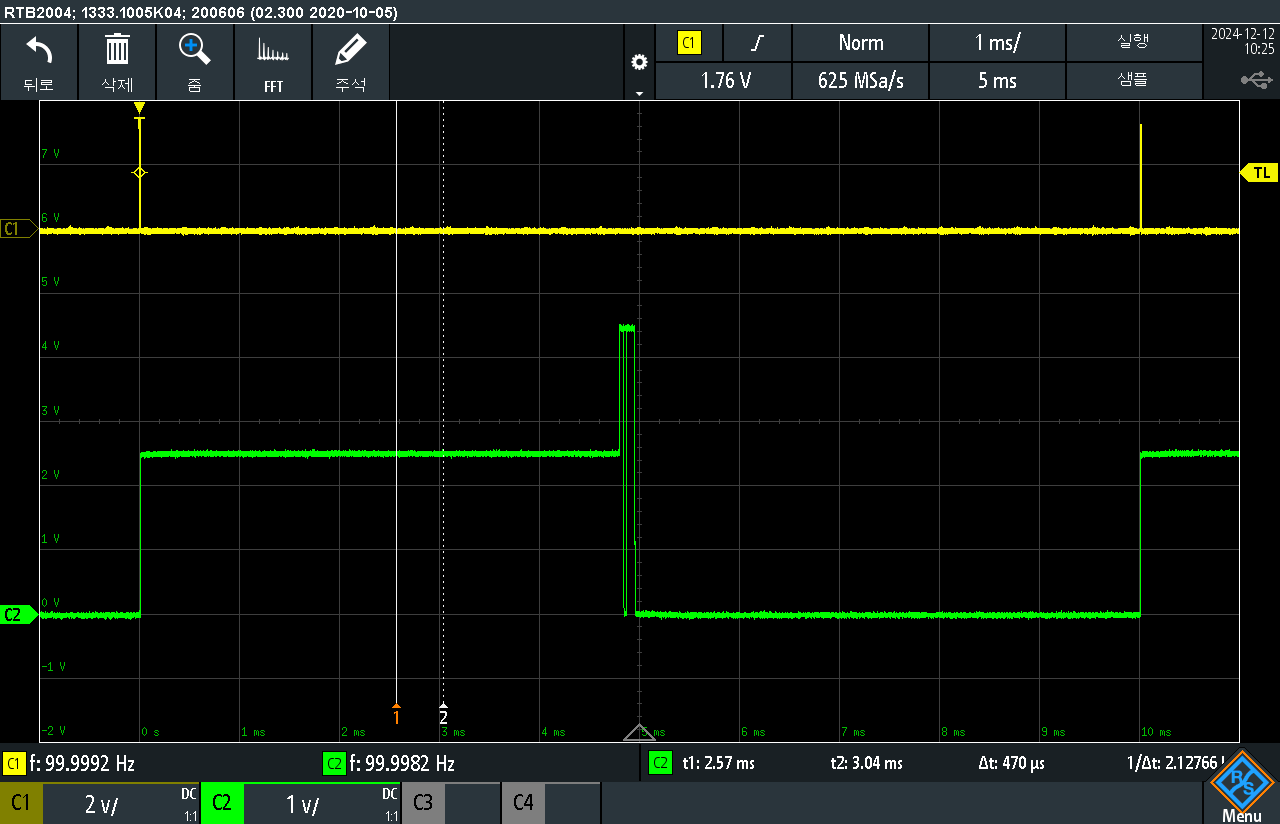 RTB2004; 1333.1005K04; 200606 (02.300 2020-10-05)
뒤로 삭제 줌 FFT 주석
C1 Norm 1 ms/ 실행
1.76 V 625 MSa/s 5 ms 샘플
2024-12-12
10:25
T
7 V
TL
6 V
C1
5 V
4 V
3 V
2 V
1 V
0 V
C2
-1 V
1 2
-2 V 0 s 1 ms 2 ms 3 ms 4 ms 5 ms 6 ms 7 ms 8 ms 9 ms 10 ms
C1 f: 99.9992 Hz C2 f: 99.9982 Hz C2 t1: 2.57 ms t2: 3.04 ms Δt: 470 µs 1/Δt: 2.12766
C1 2 V/ DC 1:1 C2 1 V/ DC 1:1 C3 C4
R S
Menu